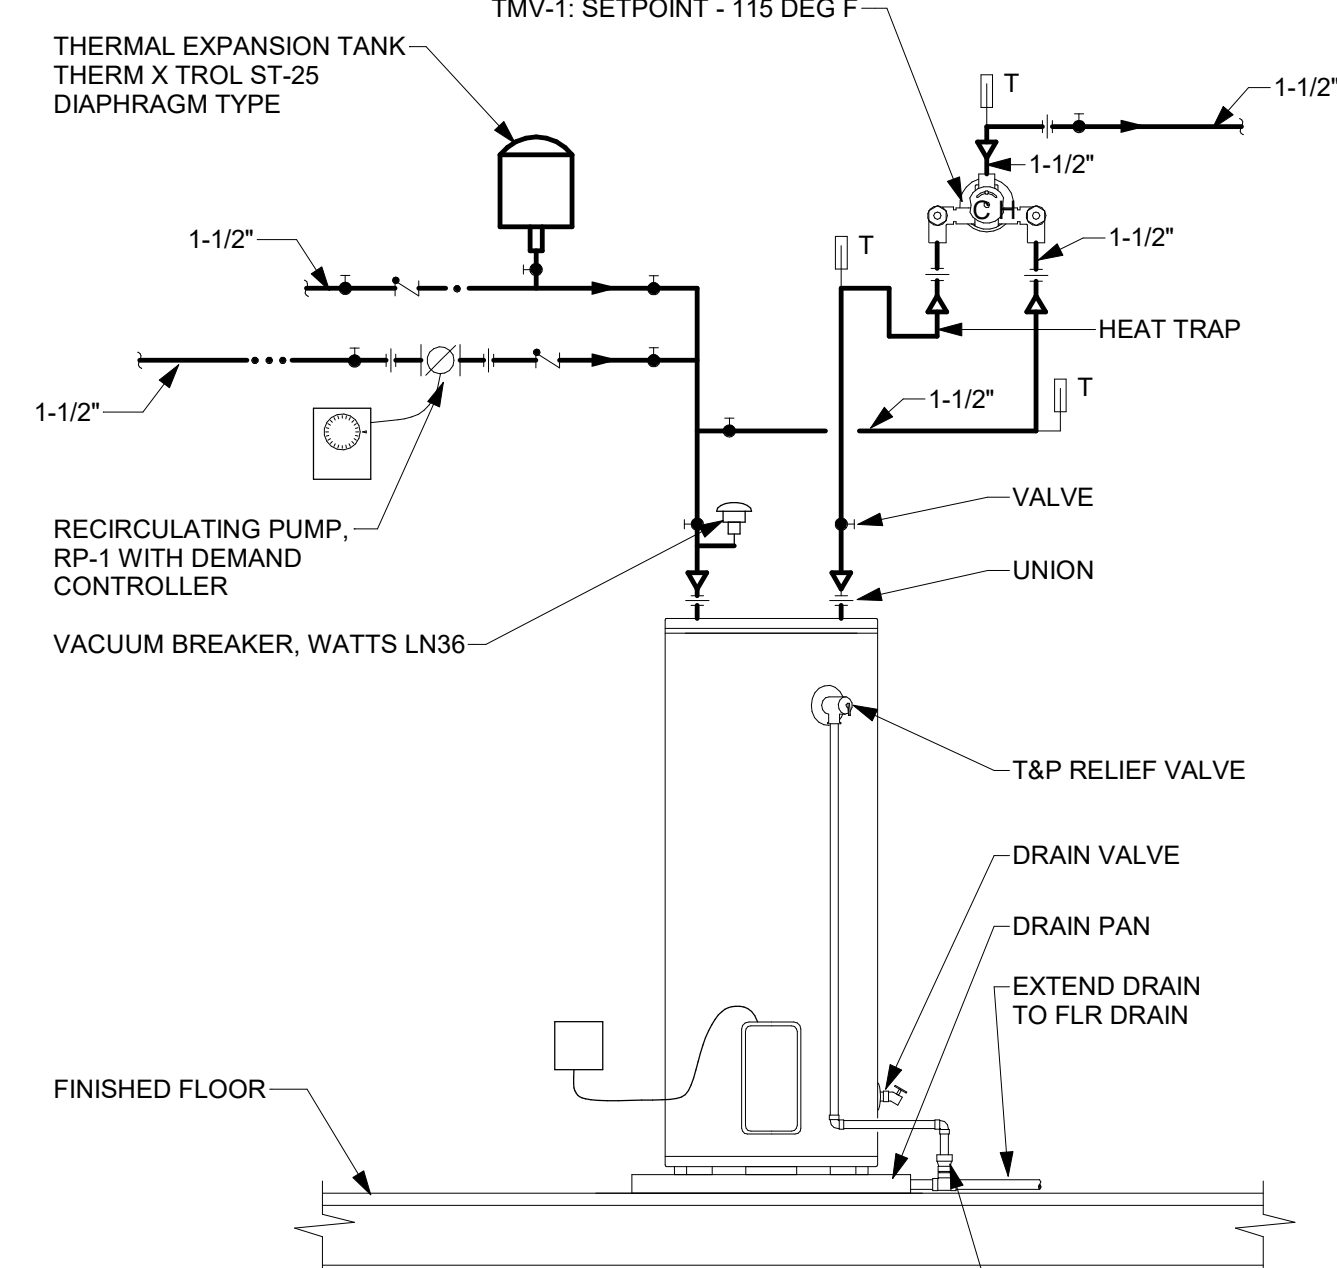 TMV-1: SETPOINT - 115 DEG F
THERMAL EXPANSION TANK
THERM X TROL ST-25
DIAPHRAGM TYPE
T
1-1/2"
1-1/2"
C H
1-1/2"
1-1/2"
T
HEAT TRAP
1-1/2"
1-1/2"
T
VALVE
RECIRCULATING PUMP,
RP-1 WITH DEMAND
CONTROLLER
UNION
VACUUM BREAKER, WATTS LN36
T&P RELIEF VALVE
DRAIN VALVE
DRAIN PAN
EXTEND DRAIN
TO FLR DRAIN
FINISHED FLOOR